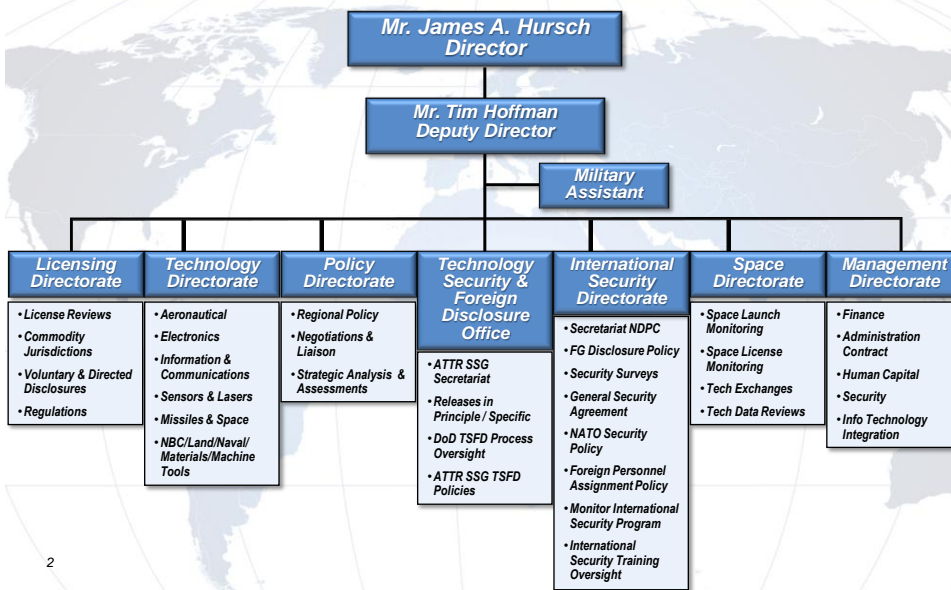 Mr. James A. Hursch
Director
Mr. Tim Hoffman
Deputy Director
Military
Assistant
Licensing
Directorate
• License Reviews
• Commodity
Jurisdictions
• Voluntary & Directed
Disclosures
• Regulations
Technology
Directorate
• Aeronautical
• Electronics
• Information &
Communications
• Sensors & Lasers
• Missiles & Space
• NBC/Land/Naval/
Materials/Machine
Tools
Policy
Directorate
• Regional Policy
• Negotiations &
Liaison
• Strategic Analysis &
Assessments
Technology
Security &
Foreign
Disclosure
Office
• ATTR SSG
Secretariat
• Releases in
Principle / Specific
• DoD TSFD Process
Oversight
• ATTR SSG TSFD
Policies
International
Security
Directorate
• Secretariat NDPC
• FG Disclosure Policy
• Security Surveys
• General Security
Agreement
• NATO Security
Policy
• Foreign Personnel
Assignment Policy
• Monitor International
Security Program
• International
Security Training
Oversight
Space
Directorate
• Space Launch
Monitoring
• Space License
Monitoring
• Tech Exchanges
• Tech Data Reviews
Management
Directorate
• Finance
• Administration
Contract
• Human Capital
• Security
• Info Technology
Integration
2